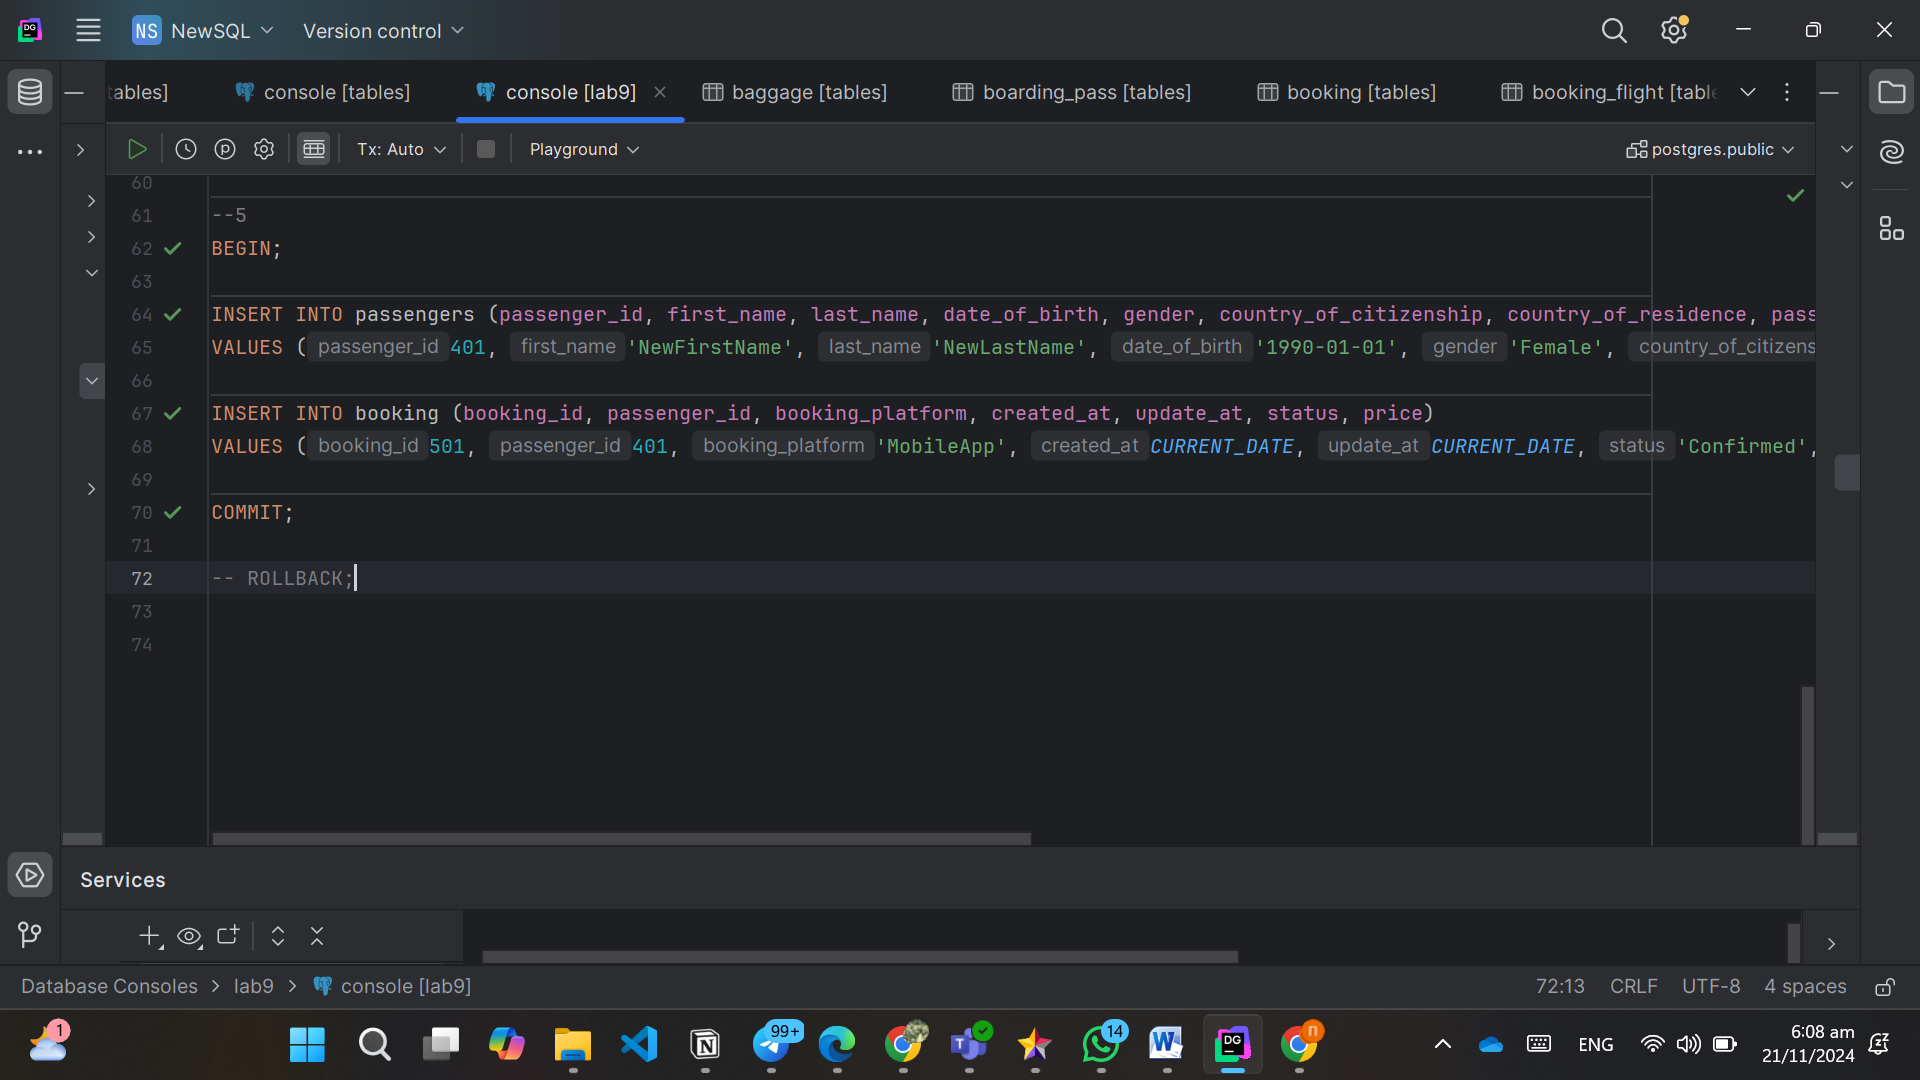 NS NewSQL Version control
ables] console [tables] console [lab9] baggage [tables] boarding_pass [tables] booking [tables] booking_flight [table
Tx: Auto Playground postgres.public
60
61 --5
62 BEGIN;
63
64 INSERT INTO passengers (passenger_id, first_name, last_name, date_of_birth, gender, country_of_citizenship, country_of_residence, pass
65 VALUES ( passenger_id 401, first_name 'NewFirstName', last_name 'NewLastName', date_of_birth '1990-01-01', gender 'Female', country_of_citizens
66
67 INSERT INTO booking (booking_id, passenger_id, booking_platform, created_at, update_at, status, price)
68 VALUES ( booking_id 501, passenger_id 401, booking_platform 'MobileApp', created_at CURRENT_DATE, update_at CURRENT_DATE, status 'Confirmed',
69
70 COMMIT;
71
72 -- ROLLBACK;
73
74
Services
Database Consoles > lab9 > console [lab9] 72:13 CRLF UTF-8 4 spaces
1 99+ 14 DG ENG 6:08 am
21/11/2024